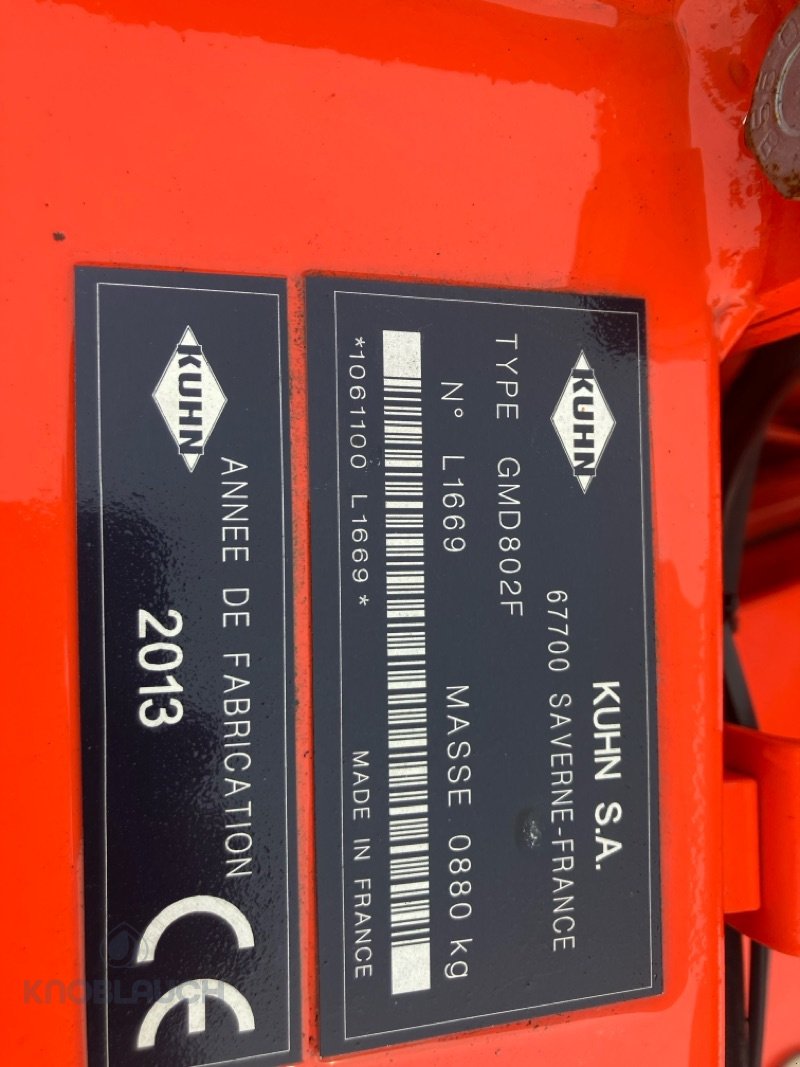 KUHN
KUHN S.A.
67700 SAVERNE-FRANCE
TYPE GMD802F
N° L1669 MASSE 0880 kg
*1061100 L1669* MADE IN FRANCE
KUHN
ANNEE DE FABRICATION
2013
CE
KNOBLAUCH